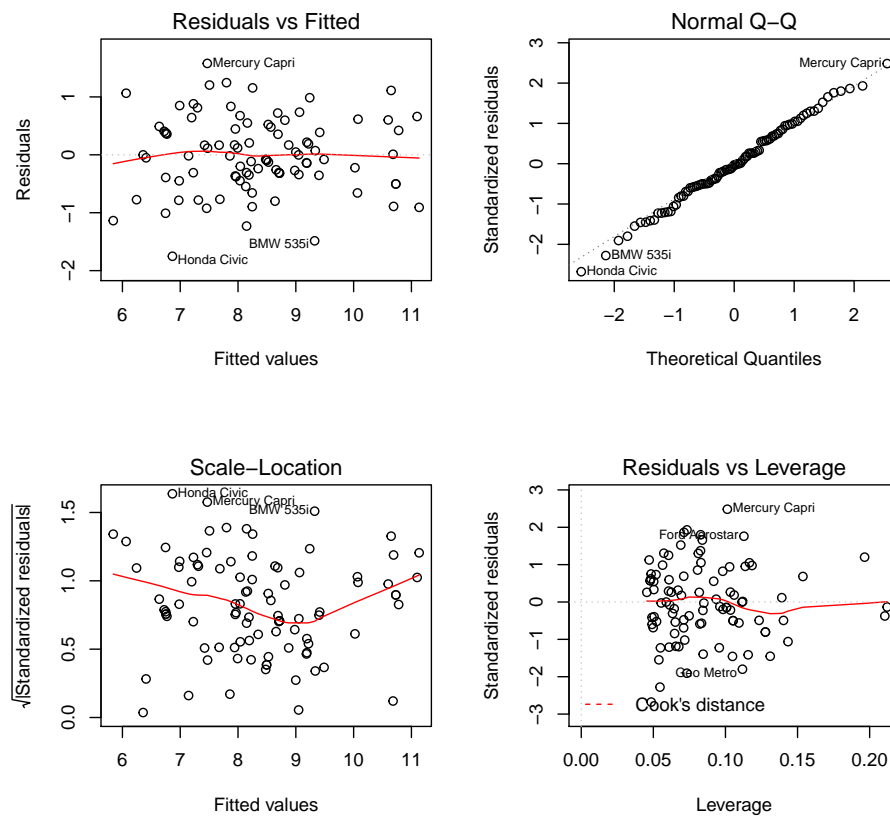 Residuals vs Fitted
Residuals
1
0
−1
−2
Mercury Capri
BMW 535i
Honda Civic
6 7 8 9 10 11
Fitted values
Normal Q−Q
Standardized residuals
3
2
1
0
−2
Mercury Capri
BMW 535i
Honda Civic
−2 −1 0 1 2
Theoretical Quantiles
Scale−Location
√|Standardized residuals|
1.5
1.0
0.5
0.0
Honda Civic
Mercury Capri
BMW 535i
6 7 8 9 10 11
Fitted values
Residuals vs Leverage
Standardized residuals
3
2
1
0
−1
−2
−3
Mercury Capri
Ford Aerostar
Geo Metro
Cook's distance
0.00 0.05 0.10 0.15 0.20
Leverage